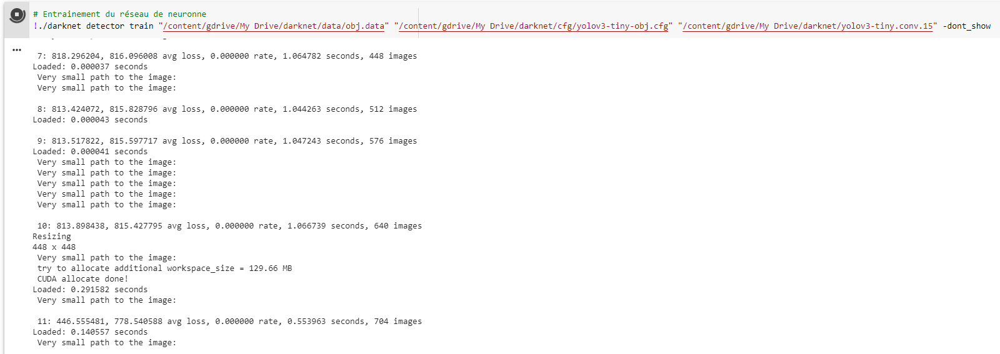 # Entrainement du réseau de neuronne
!./darknet detector train "/content/gdrive/My Drive/darknet/data/obj.data" "/content/gdrive/My Drive/darknet/cfg/yolov3-tiny-obj.cfg" "/content/gdrive/My Drive/darknet/yolov3-tiny.conv.15" -dont_show
7: 818.296204, 816.096008 avg loss, 0.000000 rate, 1.064782 seconds, 448 images
Loaded: 0.000037 seconds
Very small path to the image:
Very small path to the image:
8: 813.424072, 815.828796 avg loss, 0.000000 rate, 1.044263 seconds, 512 images
Loaded: 0.000043 seconds
9: 813.517822, 815.597717 avg loss, 0.000000 rate, 1.047243 seconds, 576 images
Loaded: 0.000041 seconds
Very small path to the image:
Very small path to the image:
Very small path to the image:
Very small path to the image:
Very small path to the image:
10: 813.898438, 815.427795 avg loss, 0.000000 rate, 1.066739 seconds, 640 images
Resizing
448 x 448
Very small path to the image:
try to allocate additional workspace_size = 129.66 MB
CUDA allocate done!
Loaded: 0.291582 seconds
Very small path to the image:
11: 446.555481, 778.540588 avg loss, 0.000000 rate, 0.553963 seconds, 704 images
Loaded: 0.140557 seconds
Very small path to the image: